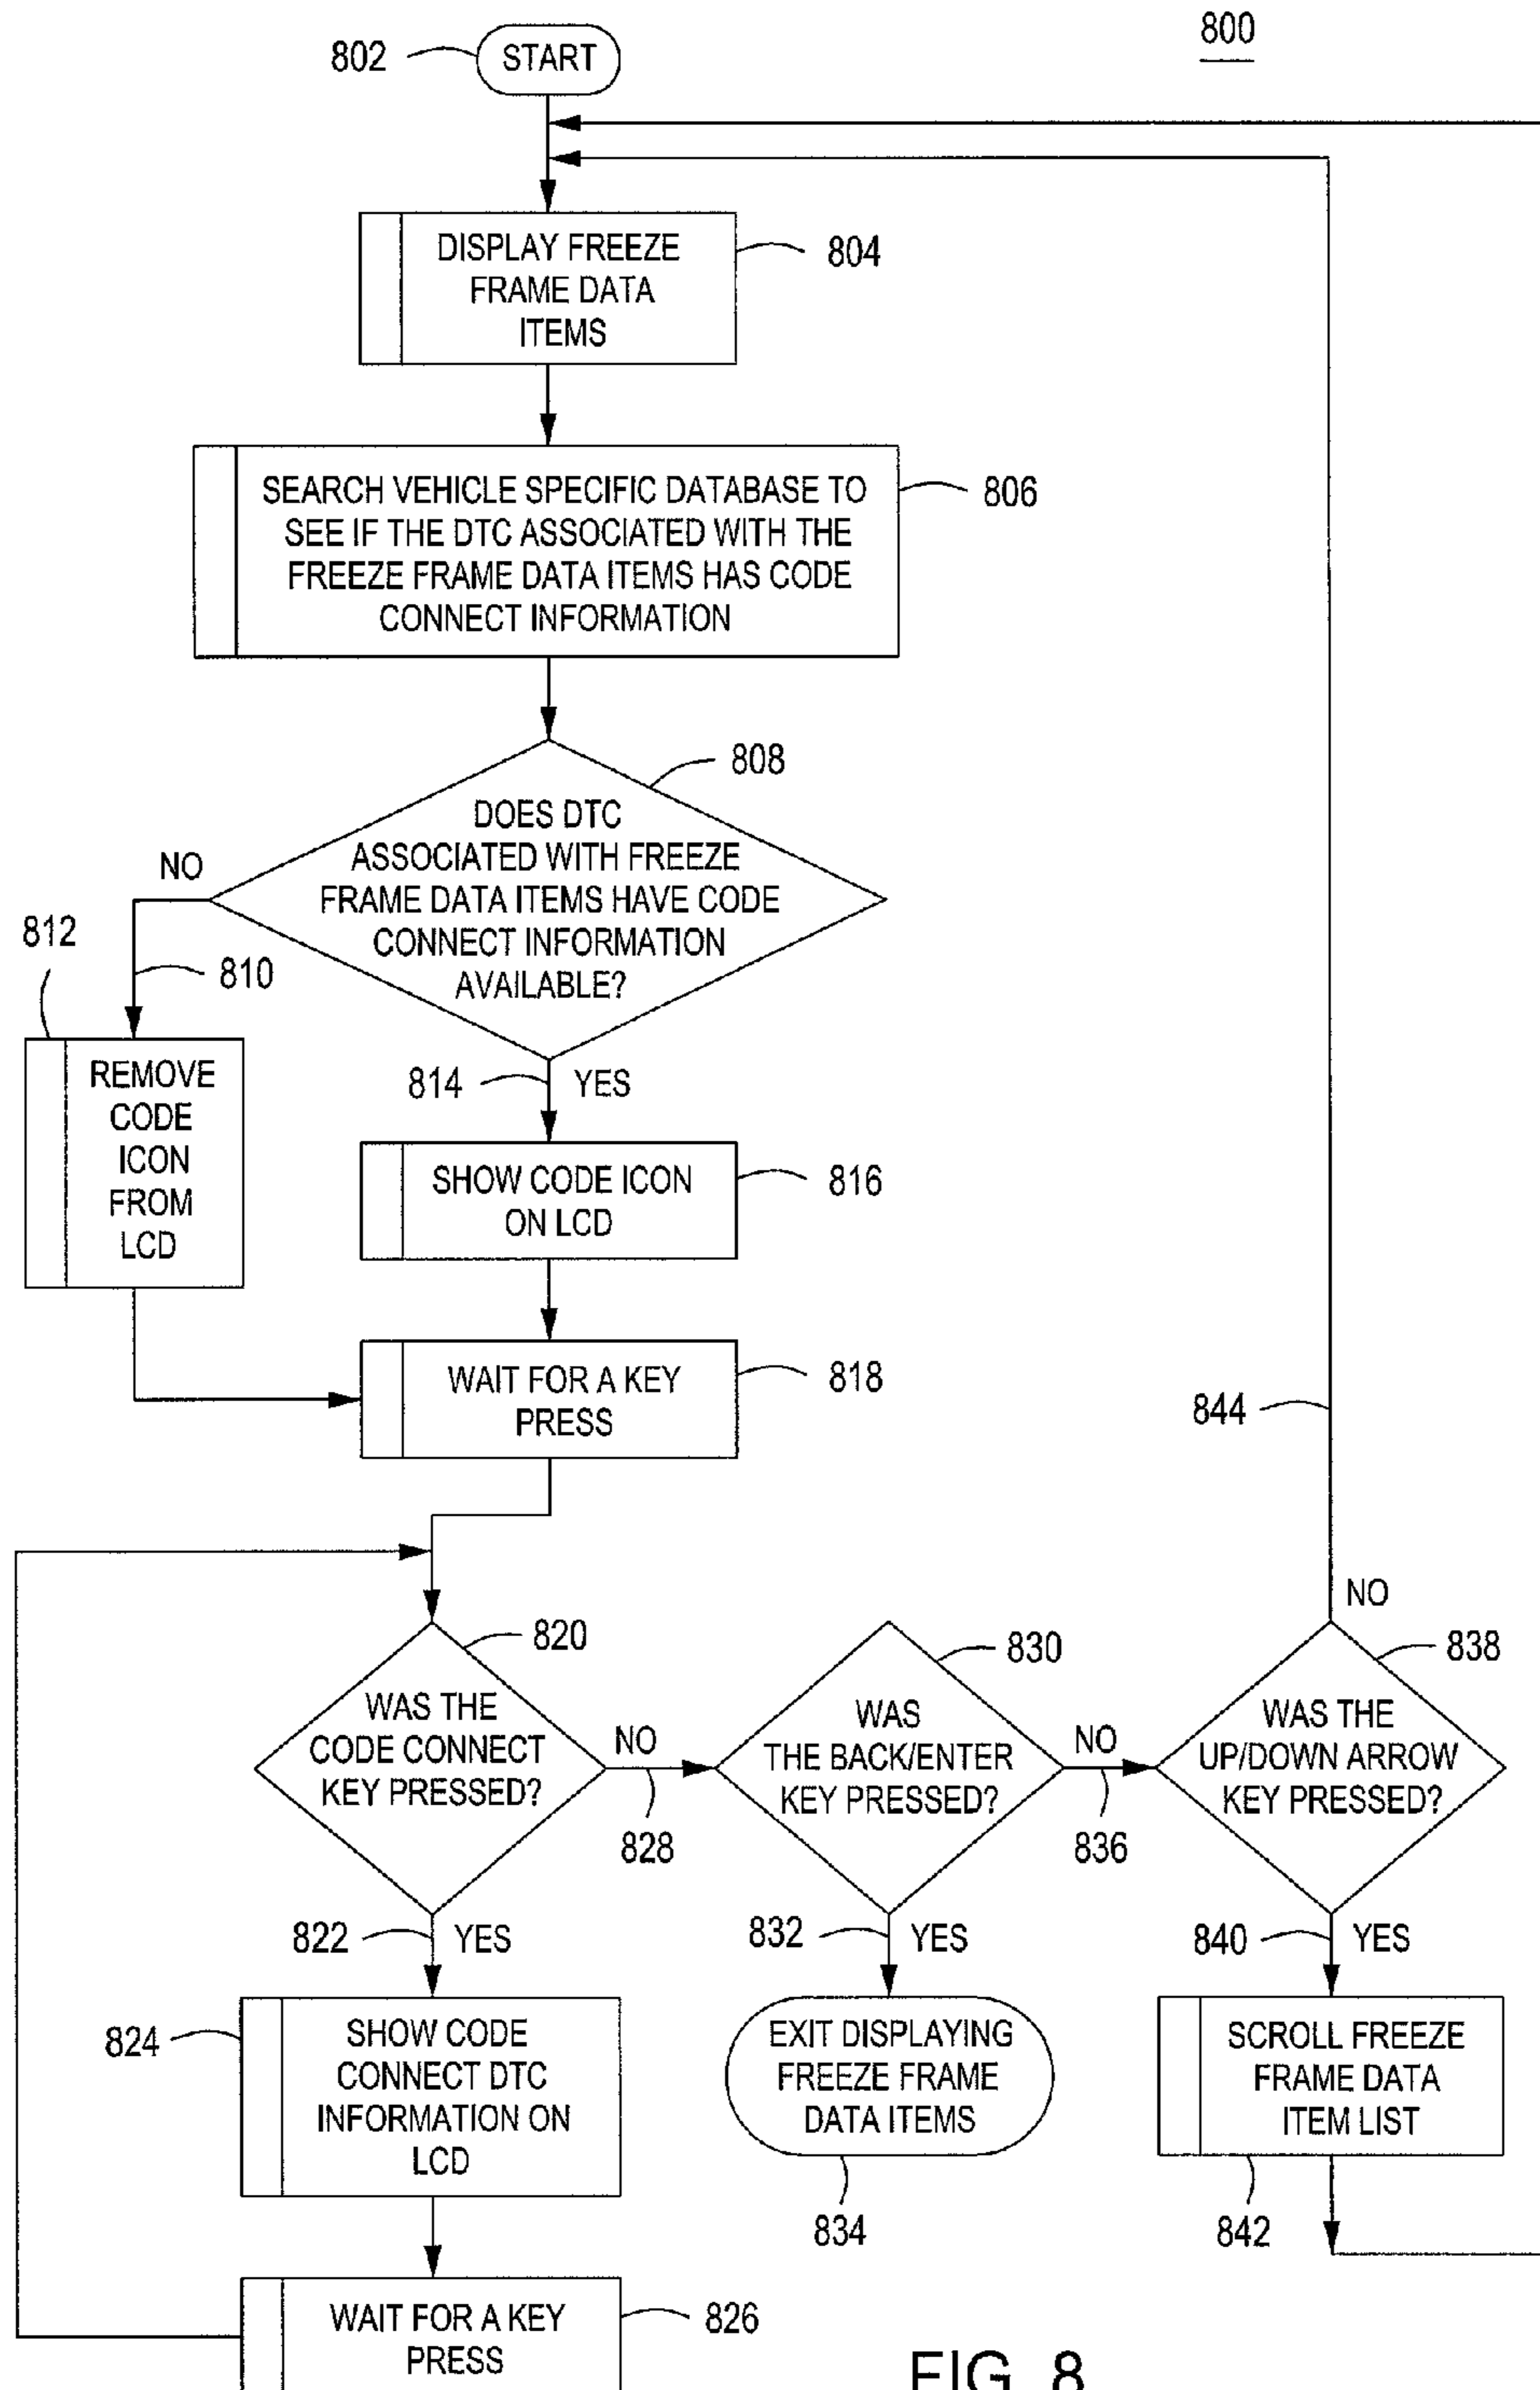 800
802
START
DISPLAY FREEZE
FRAME DATA
ITEMS
804
SEARCH VEHICLE SPECIFIC DATABASE TO
SEE IF THE DTC ASSOCIATED WITH THE
FREEZE FRAME DATA ITEMS HAS CODE
CONNECT INFORMATION
806
808
DOES DTC
ASSOCIATED WITH FREEZE
FRAME DATA ITEMS HAVE CODE
CONNECT INFORMATION
AVAILABLE?
NO
810
812
REMOVE
CODE
ICON
FROM
LCD
814
YES
SHOW CODE ICON
ON LCD
816
WAIT FOR A KEY
PRESS
818
844
NO
820
WAS THE
CODE CONNECT
KEY PRESSED?
NO
828
830
WAS
THE BACK/ENTER
KEY PRESSED?
NO
836
838
WAS THE
UP/DOWN ARROW
KEY PRESSED?
822
YES
832
YES
840
YES
824
SHOW CODE
CONNECT DTC
INFORMATION ON
LCD
EXIT DISPLAYING
FREEZE FRAME
DATA ITEMS
834
SCROLL FREEZE
FRAME DATA
ITEM LIST
842
WAIT FOR A KEY
PRESS
826
FIG. 8